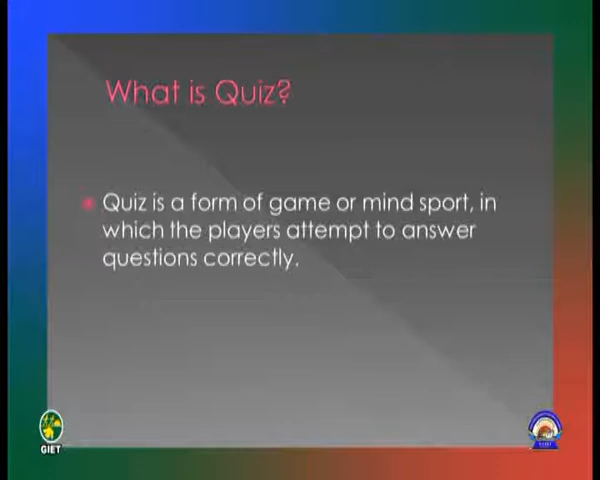 What is Quiz?
Quiz is a form of game or mind sport, in
which the players attempt to answer
questions correctly.
GIET